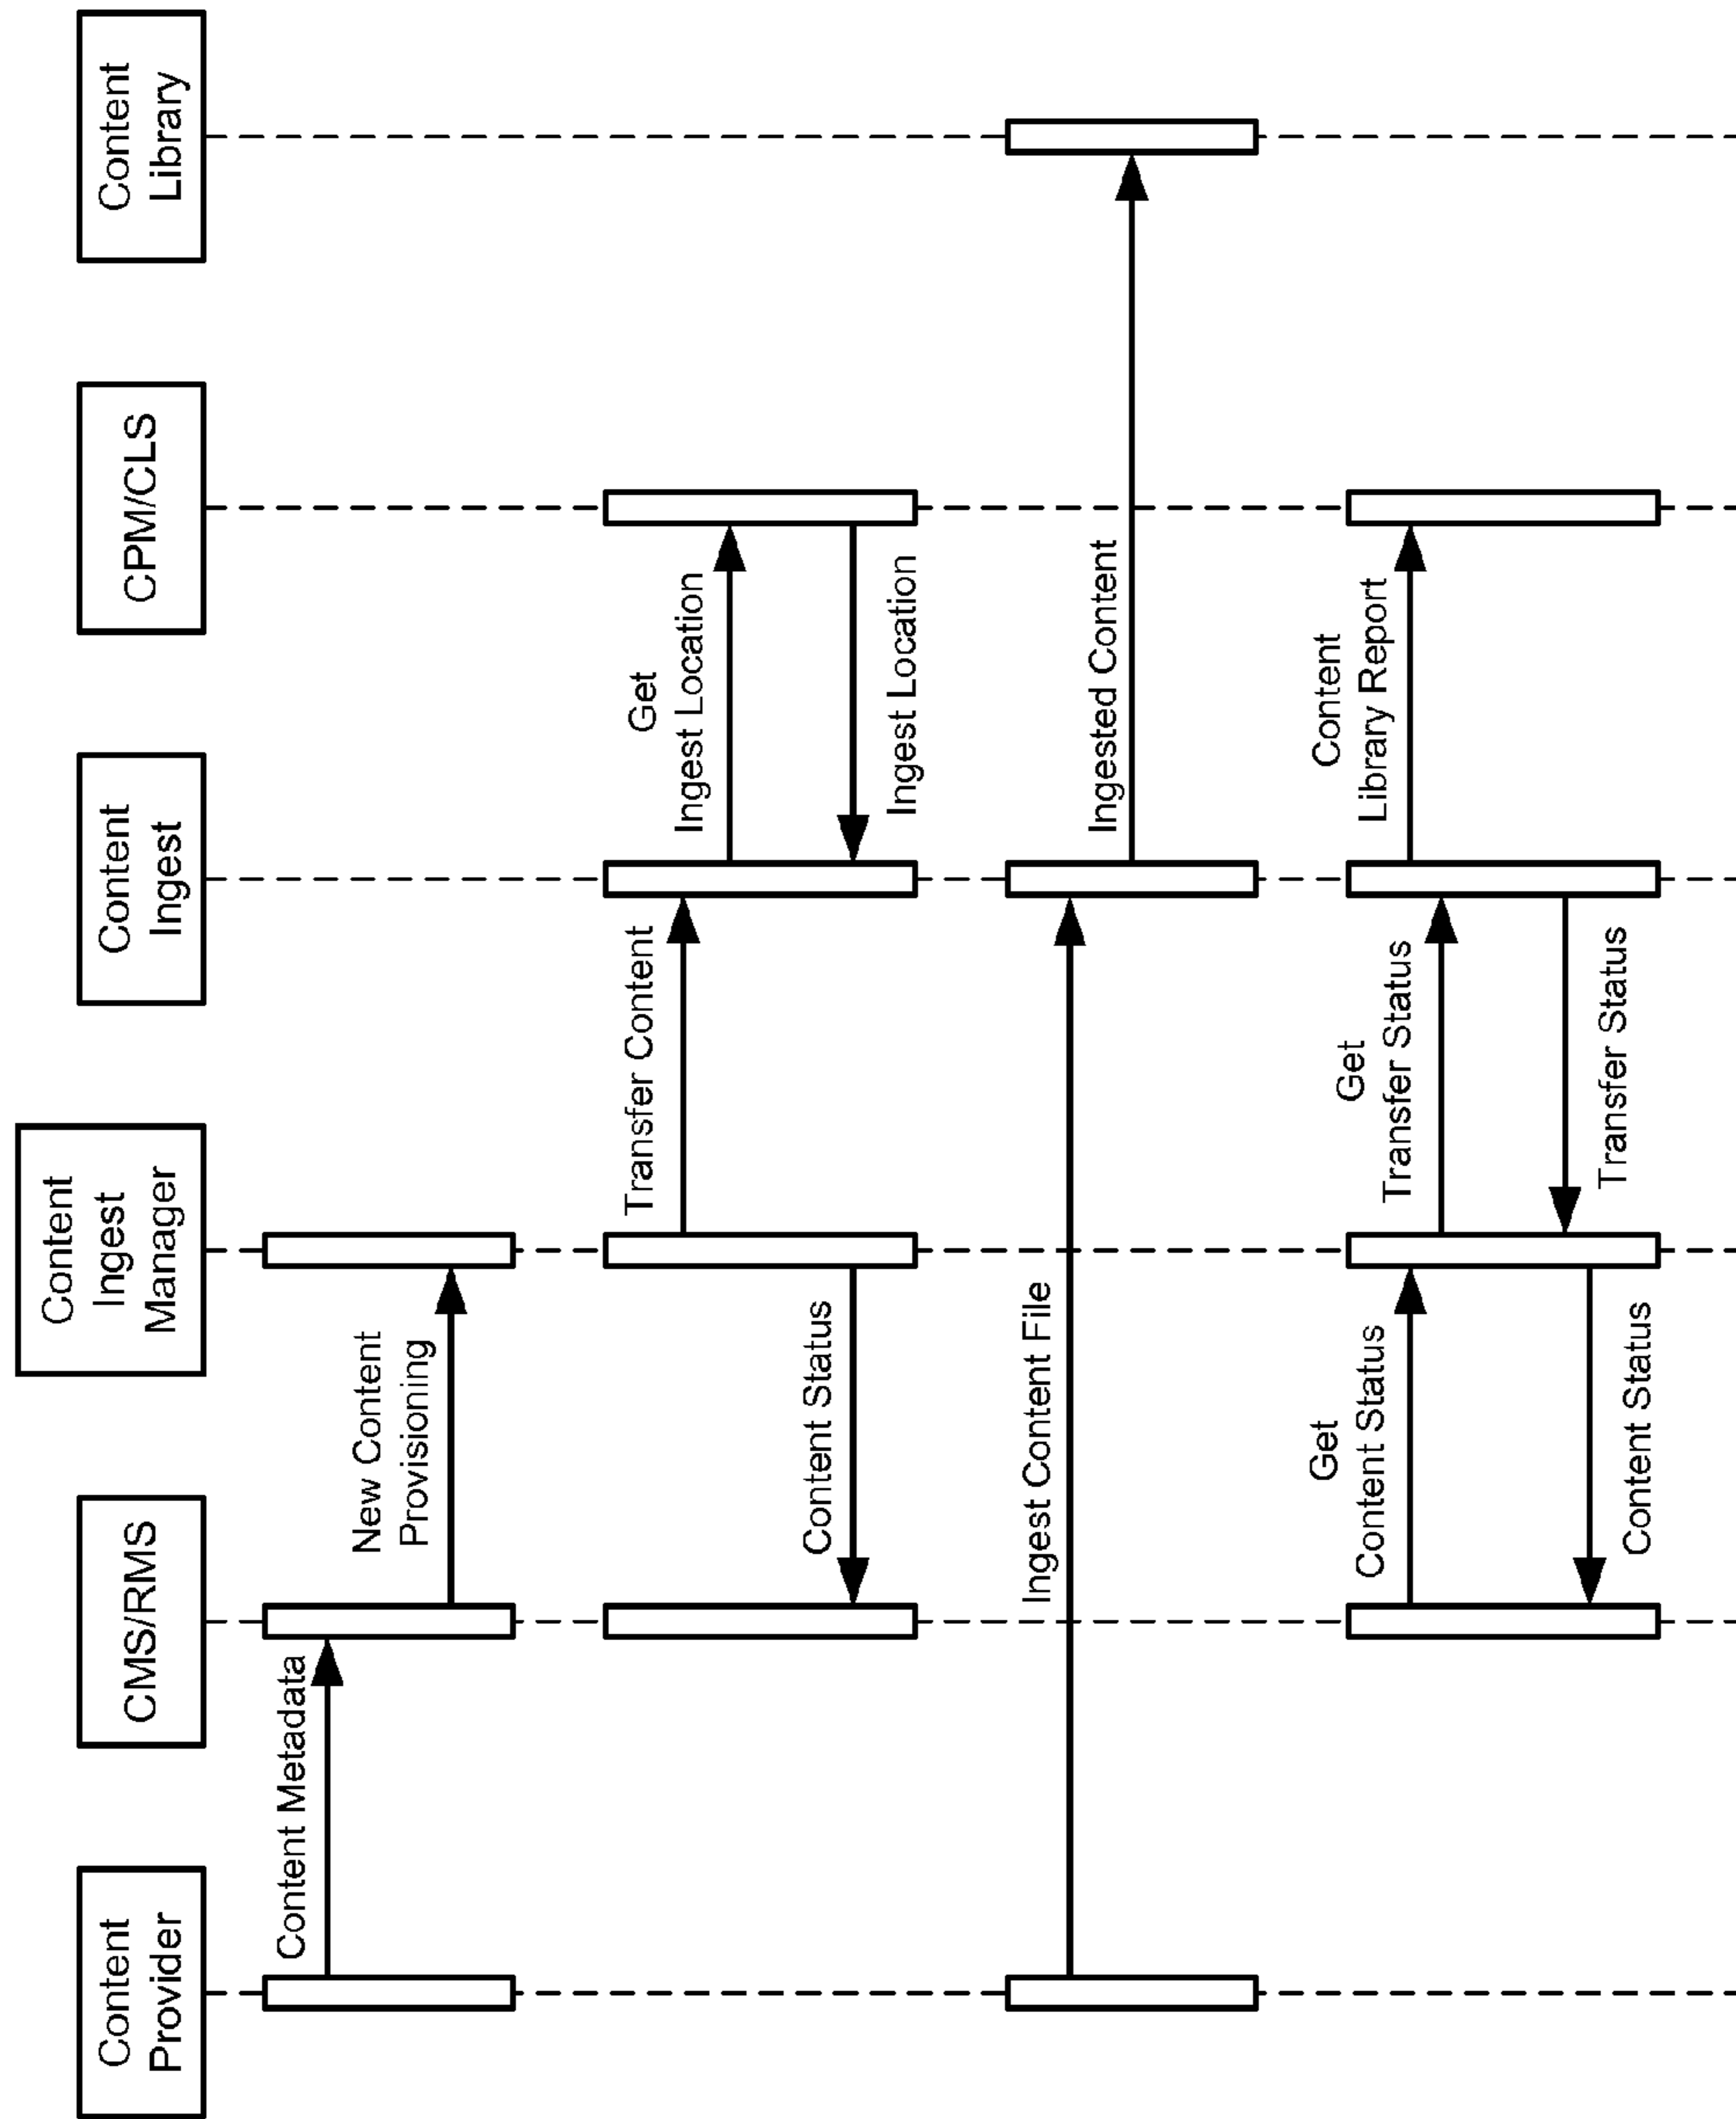 Content
Provider
CMS/RMS
Content
Ingest
Manager
Content
Ingest
CPM/CLS
Content
Library
Content Metadata
New Content
Provisioning
Transfer Content
Get
Ingest Location
Content Status
Ingest Location
Ingest Content File
Ingested Content
Get
Content Status
Get
Transfer Status
Content
Library Report
Content Status
Transfer Status